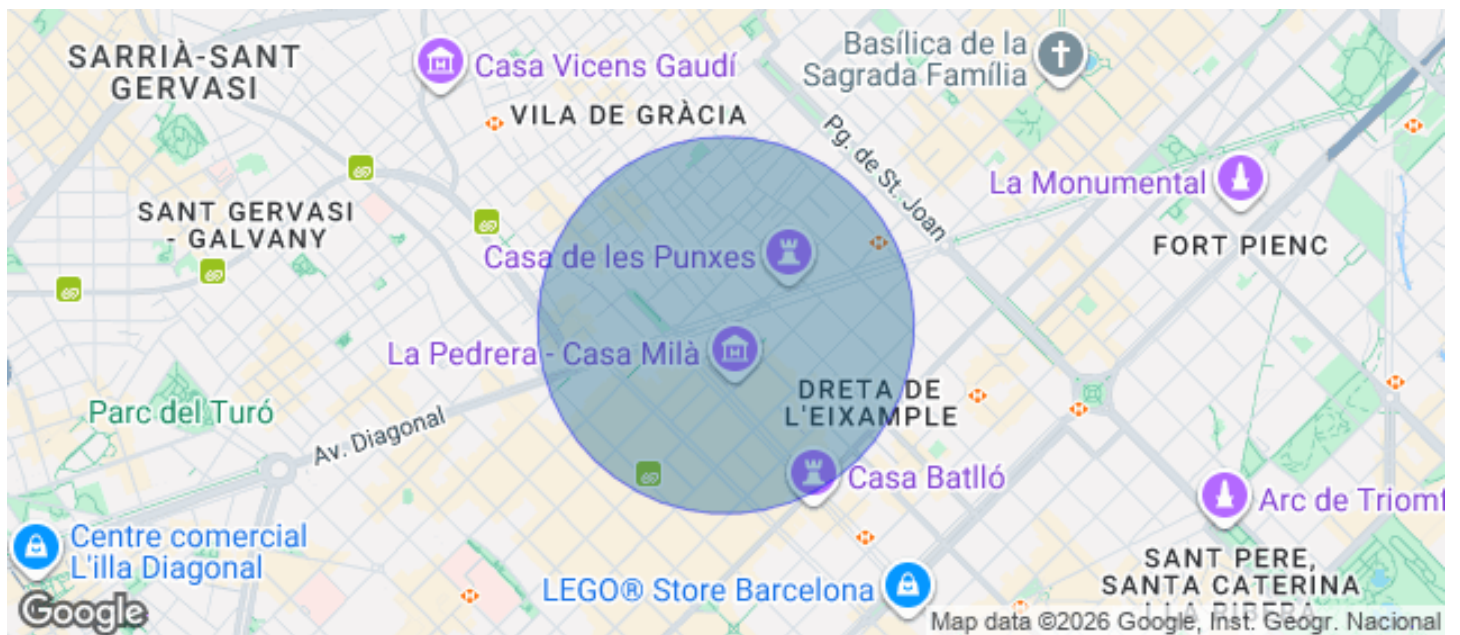 SARRIÀ-SANT
GERVASI
Casa Vicens Gaudí
Basílica de la
Sagrada Família
VILA DE GRÀCIA
Pg. de St. Joan
La Monumental
SANT GERVASI
- GALVANY
FORT PIENC
Casa de les Punxes
La Pedrera - Casa Milà
DRETA DE
L'EIXAMPLE
Parc del Turó
Av. Diagonal
Casa Batlló
Arc de Triomf
Centre comercial
L'illa Diagonal
SANT PERE,
SANTA CATERINA
I LA RIBERA
LEGO® Store Barcelona
Google
Map data ©2026 Google, Inst. Geogr. Nacional